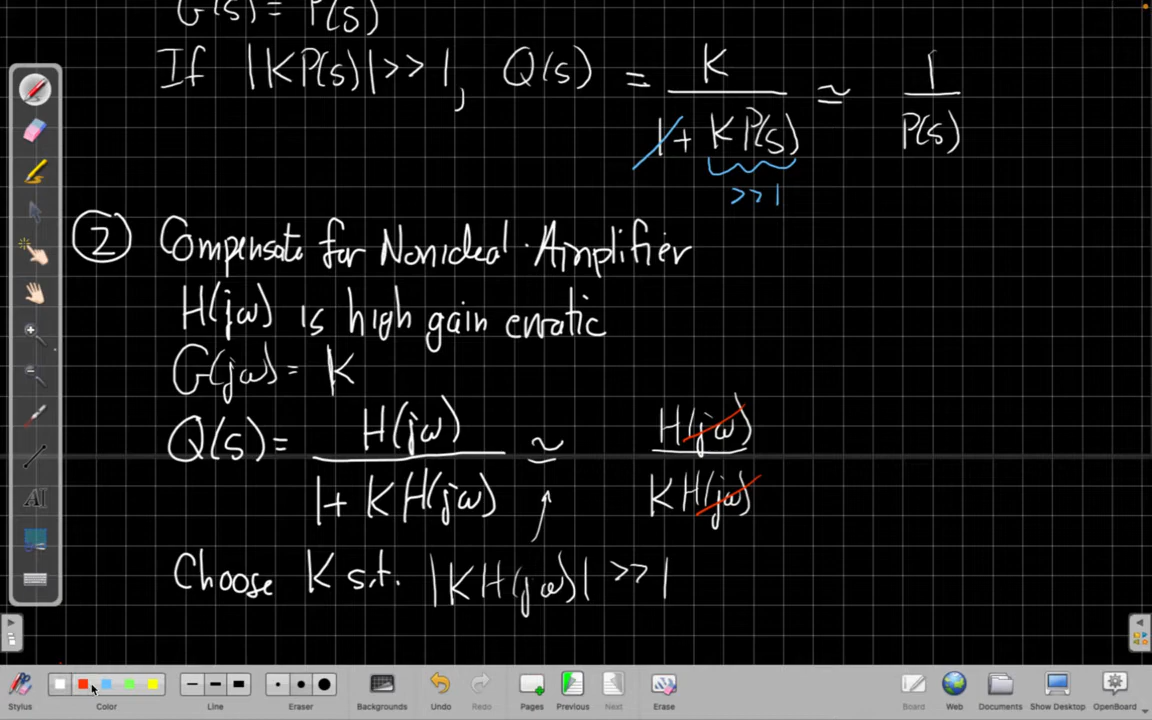 G(s) = P(s)
If |KP(s)| >> 1, Q(s) = K / (1 + KP(s)) ≃ 1 / P(s)
>> 1
② Compensate for Nonideal Amplifier
H(jω) is high gain erratic
G(jω) = K
Q(s) = H(jω) / (1 + KH(jω)) ≃ H(jω) / KH(jω)
Choose K s.t. |KH(jω)| >> 1
Stylus
Color
Line
Eraser
Backgrounds
Undo
Redo
Pages
Previous
Next
Erase
Board
Web
Documents
Show Desktop
OpenBoard